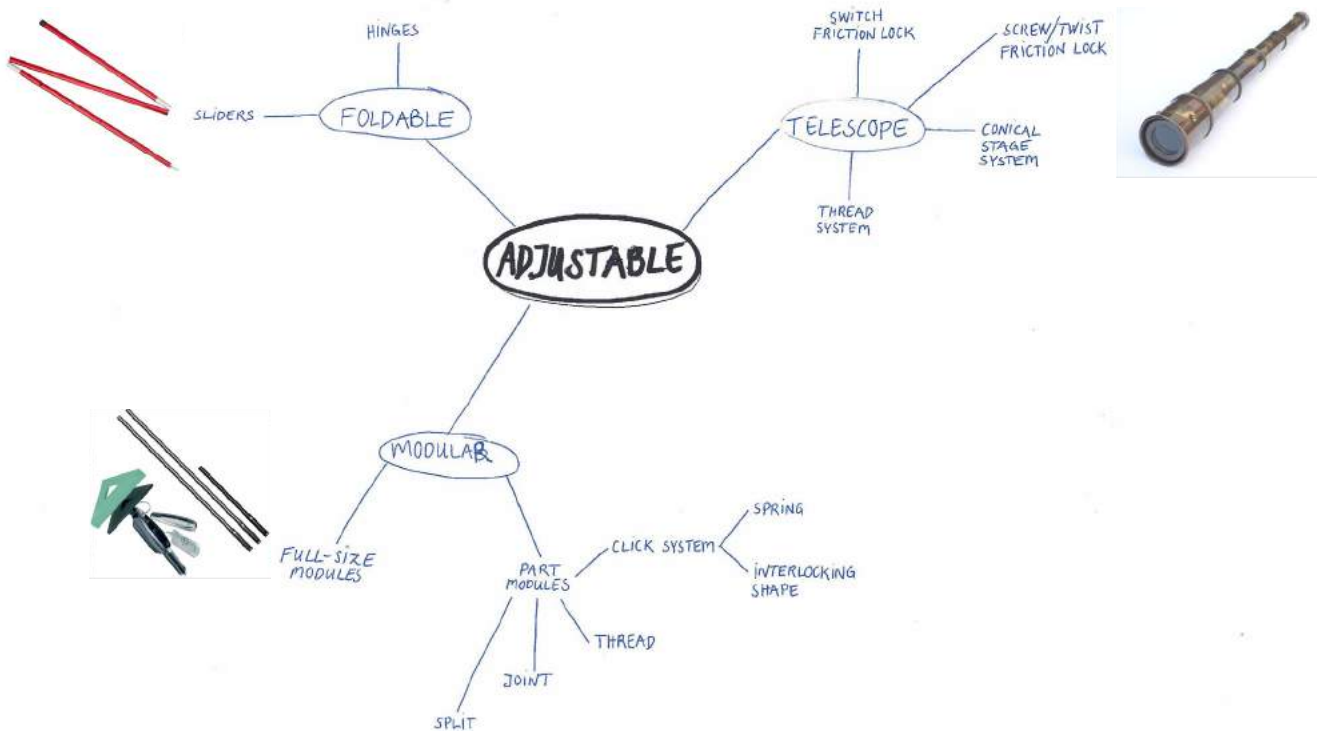 HINGES
SLIDERS
FOLDABLE
SWITCH
FRICTION LOCK
SCREW/TWIST
FRICTION LOCK
TELESCOPE
CONICAL
STAGE
SYSTEM
THREAD
SYSTEM
ADJUSTABLE
MODULAR
FULL-SIZE
MODULES
PART
MODULES
CLICK SYSTEM
SPRING
INTERLOCKING
SHAPE
THREAD
JOINT
SPLIT